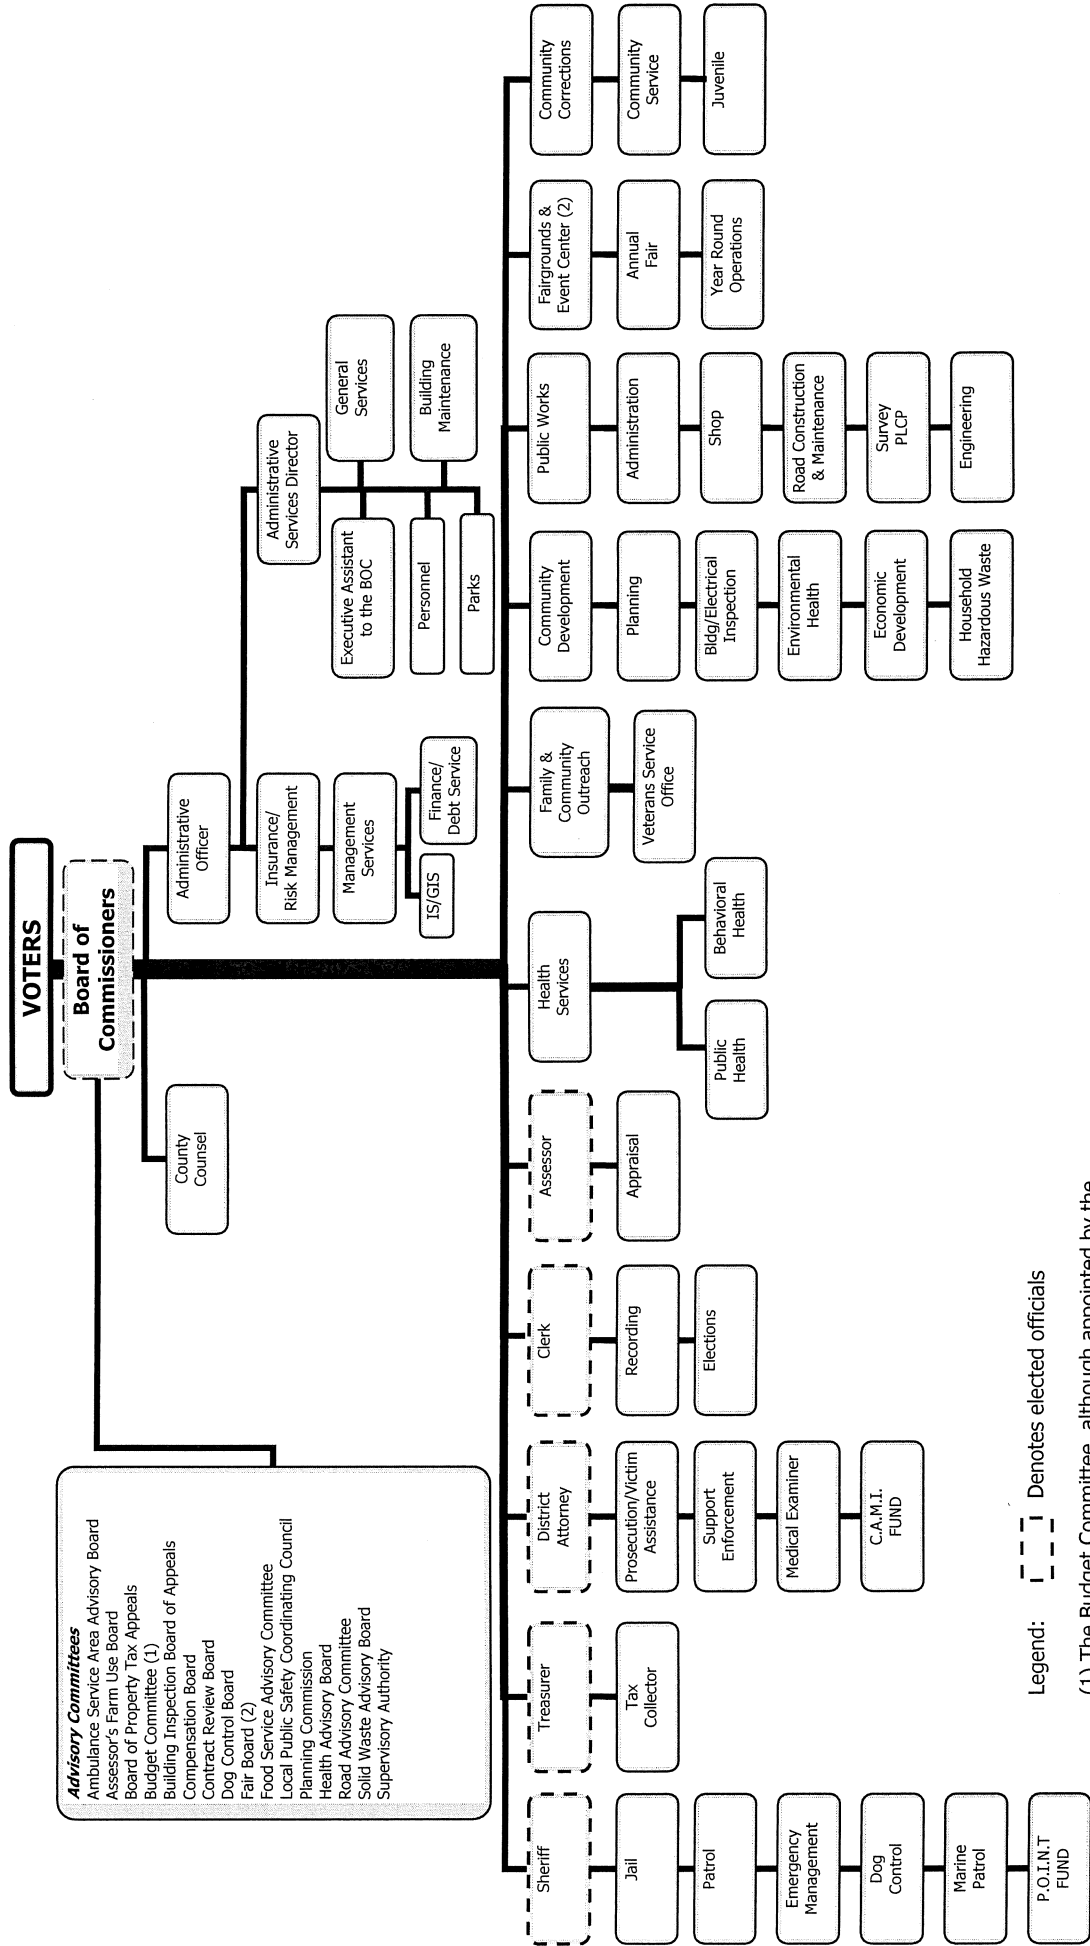 VOTERS
Board of
Commissioners
Advisory Committees
Ambulance Service Area Advisory Board
Assessor's Farm Use Board
Board of Property Tax Appeals
Budget Committee (1)
Building Inspection Board of Appeals
Compensation Board
Contract Review Board
Dog Control Board
Fair Board (2)
Food Service Advisory Committee
Local Public Safety Coordinating Council
Planning Commission
Health Advisory Board
Road Advisory Committee
Solid Waste Advisory Board
Supervisory Authority
County
Counsel
Administrative
Officer
Insurance/
Risk Management
Management
Services
IS/GIS
Finance/
Debt Service
Administrative
Services Director
Executive Assistant
to the BOC
General
Services
Personnel
Building
Maintenance
Parks
Sheriff
Jail
Patrol
Emergency
Management
Dog
Control
Marine
Patrol
P.O.I.N.T
FUND
Treasurer
Tax
Collector
District
Attorney
Prosecution/Victim
Assistance
Support
Enforcement
Medical Examiner
C.A.M.I.
FUND
Clerk
Recording
Elections
Assessor
Appraisal
Health
Services
Public
Health
Behavioral
Health
Family &
Community
Outreach
Veterans Service
Office
Community
Development
Planning
Bldg/Electrical
Inspection
Environmental
Health
Economic
Development
Household
Hazardous Waste
Public Works
Administration
Shop
Road Construction
& Maintenance
Survey
PLCP
Engineering
Fairgrounds &
Event Center (2)
Annual
Fair
Year Round
Operations
Community
Corrections
Community
Service
Juvenile
Legend:
Denotes elected officials
(1) The Budget Committee, although appointed by the